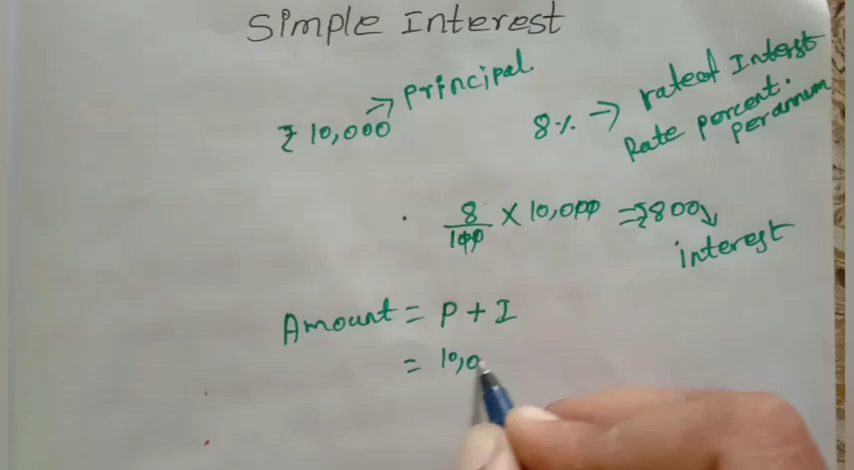 Simple Interest
₹ 10,000 → Principal
8% → rate of Interst
Rate percent.
per annum
8/100 × 10,000 = ₹800
interest
Amount = P + I
= 10,0